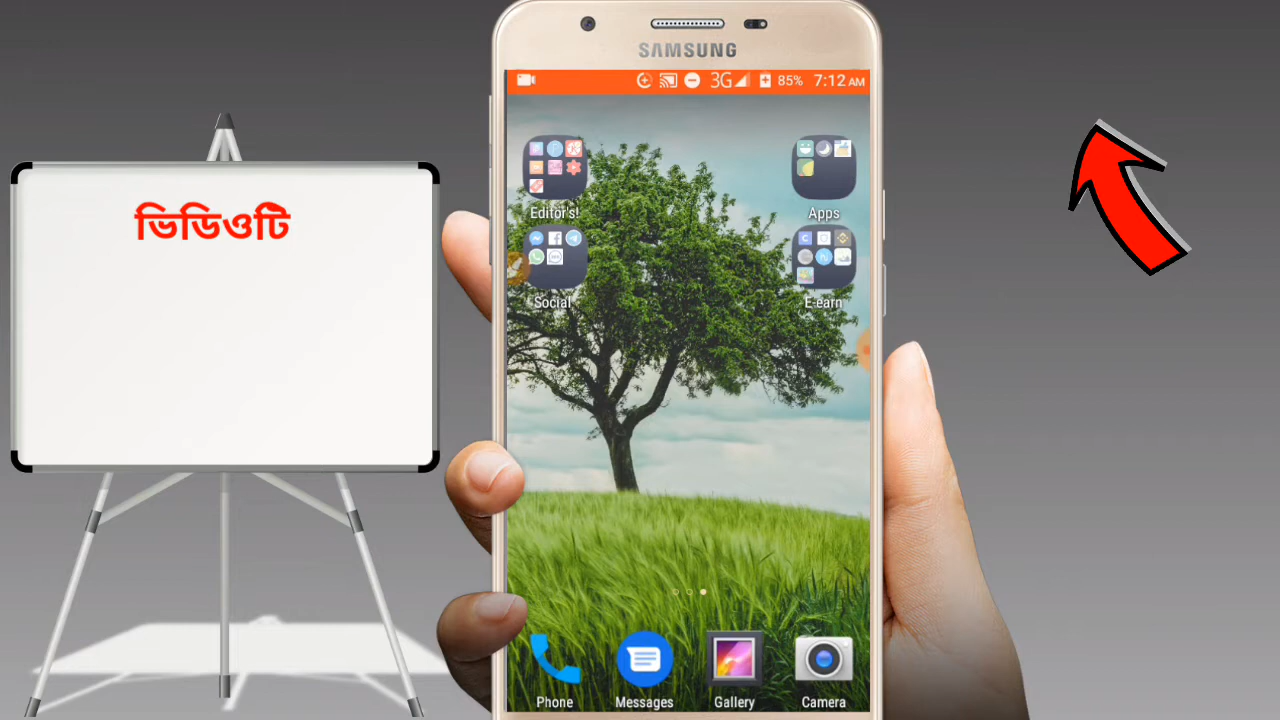 ভিডিওটি
SAMSUNG
3G 85% 7:12 AM
Editor's!
Apps
Social
E-earn
Phone
Messages
Gallery
Camera